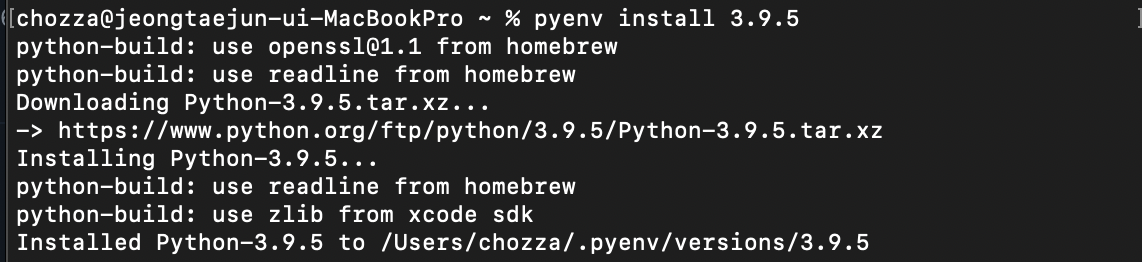 [chozza@jeongtaejun-ui-MacBookPro ~ % pyenv install 3.9.5 ]
python-build: use openssl@1.1 from homebrew
python-build: use readline from homebrew
Downloading Python-3.9.5.tar.xz...
-> https://www.python.org/ftp/python/3.9.5/Python-3.9.5.tar.xz
Installing Python-3.9.5...
python-build: use readline from homebrew
python-build: use zlib from xcode sdk
Installed Python-3.9.5 to /Users/chozza/.pyenv/versions/3.9.5